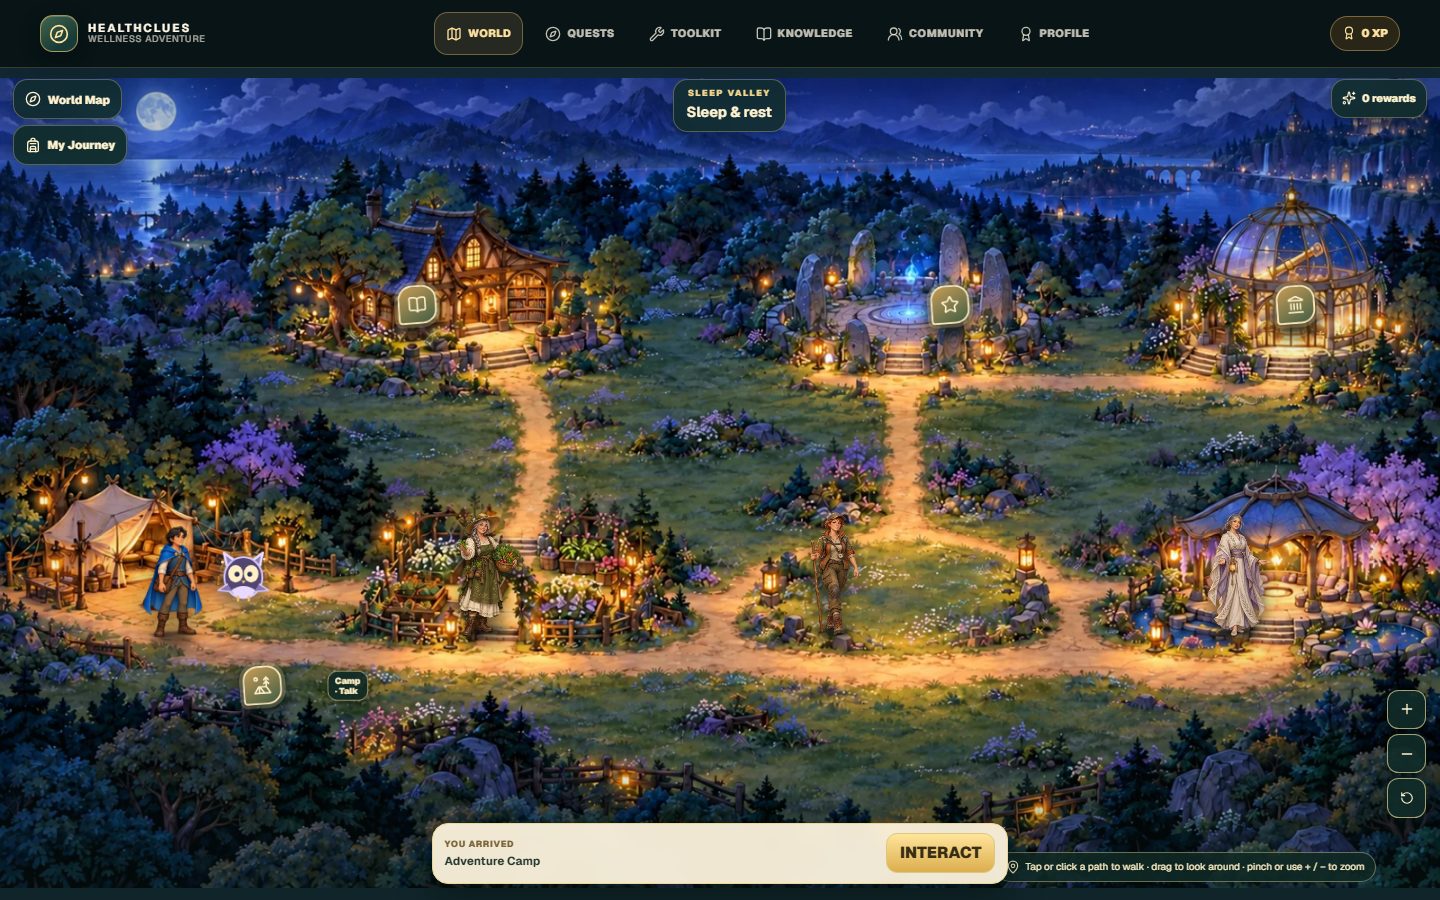 HEALTHCLUES
WELLNESS ADVENTURE
WORLD
QUESTS
TOOLKIT
KNOWLEDGE
COMMUNITY
PROFILE
0 XP
World Map
My Journey
SLEEP VALLEY
Sleep & rest
0 rewards
Camp
· Talk
YOU ARRIVED
Adventure Camp
INTERACT
Tap or click a path to walk · drag to look around · pinch or use + / − to zoom